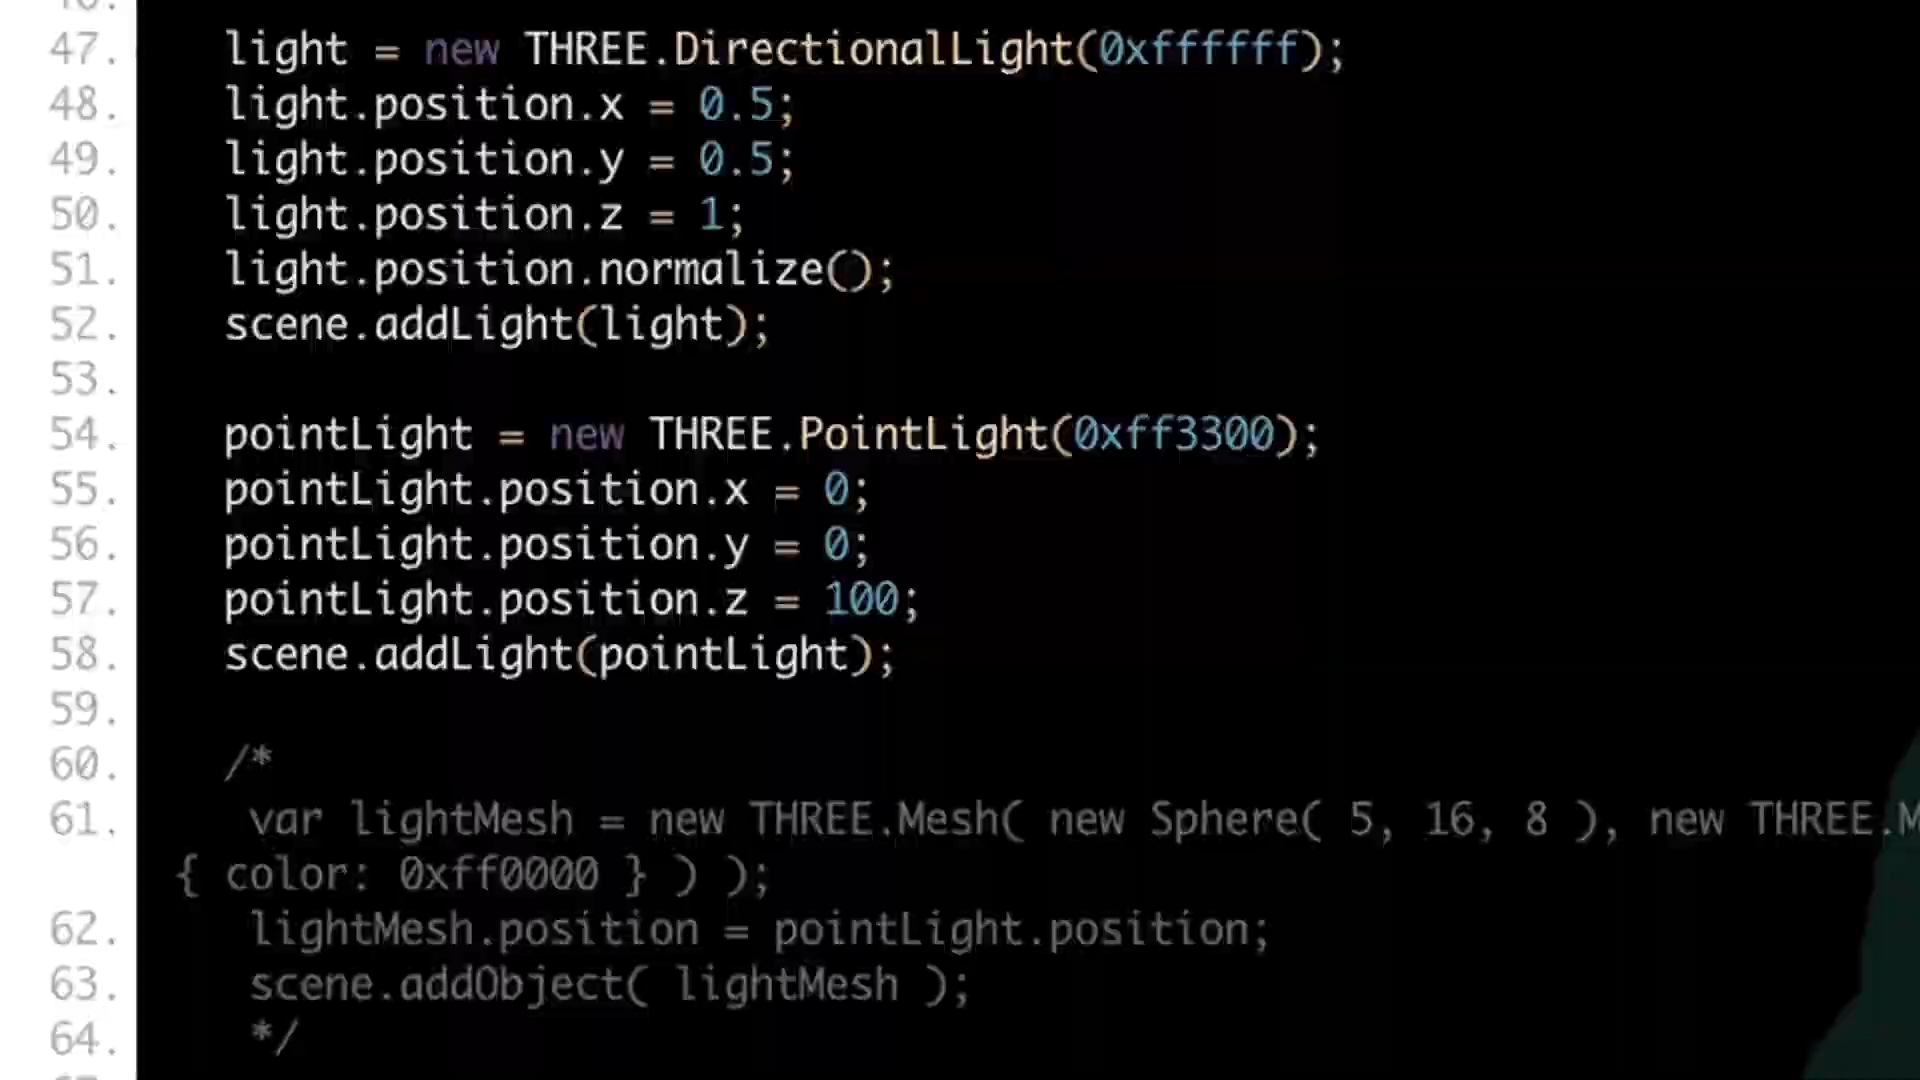 47. light = new THREE.DirectionalLight(0xffffff);
48. light.position.x = 0.5;
49. light.position.y = 0.5;
50. light.position.z = 1;
51. light.position.normalize();
52. scene.addLight(light);
53.
54. pointLight = new THREE.PointLight(0xff3300);
55. pointLight.position.x = 0;
56. pointLight.position.y = 0;
57. pointLight.position.z = 100;
58. scene.addLight(pointLight);
59.
60. /*
61. var lightMesh = new THREE.Mesh( new Sphere( 5, 16, 8 ), new THREE.M
{ color: 0xff0000 } ) );
62. lightMesh.position = pointLight.position;
63. scene.addObject( lightMesh );
64. */